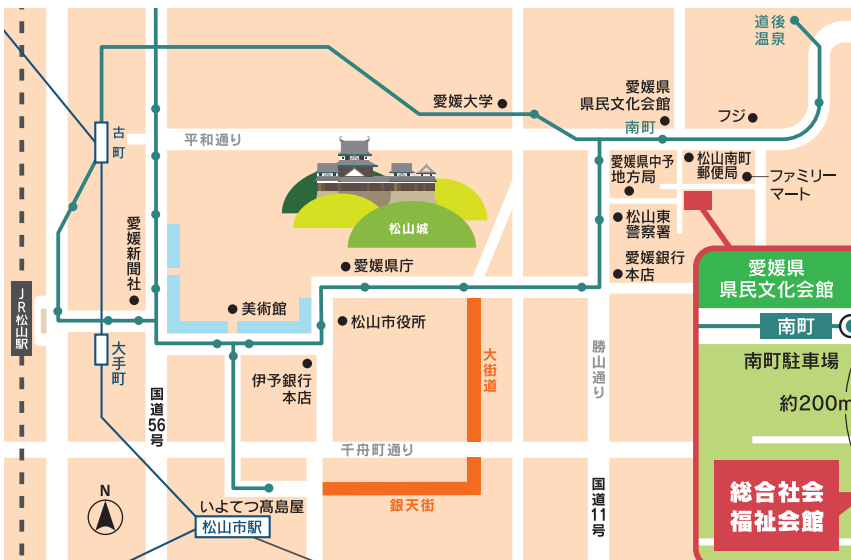 道後
温泉
愛媛大学
愛媛県
県民文化会館
フジ
南町
古町
平和通り
愛媛県中予
地方局
松山南町
郵便局
ファミリー
マート
松山城
愛媛新聞社
松山東
警察署
愛媛県庁
愛媛銀行
本店
愛媛県
県民文化会館
JR松山駅
美術館
松山市役所
南町
大手町
大街道
勝山通り
南町駐車場
伊予銀行
本店
国道56号
約200m
千舟町通り
N
いよてつ髙島屋
銀天街
国道11号
総合社会
福祉会館
松山市駅